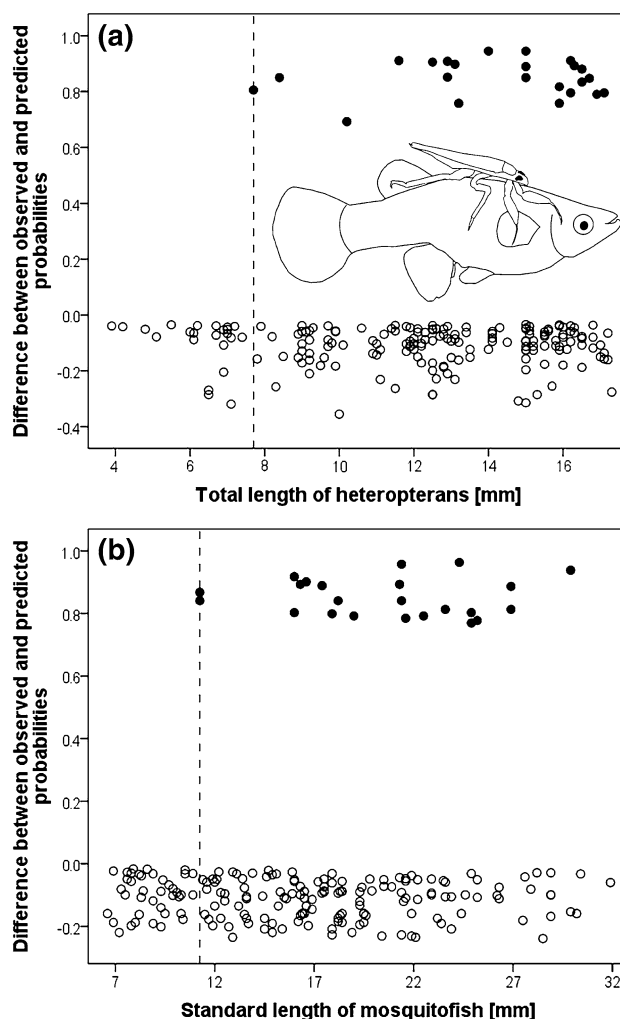 (a)
Difference between observed and predicted
probabilities
1.0
0.8
0.6
0.4
0.2
0.0
-0.2
-0.4
4 6 8 10 12 14 16
Total length of heteropterans [mm]
(b)
Difference between observed and predicted
probabilities
1.0
0.8
0.6
0.4
0.2
0.0
-0.2
7 12 17 22 27 32
Standard length of mosquitofish [mm]